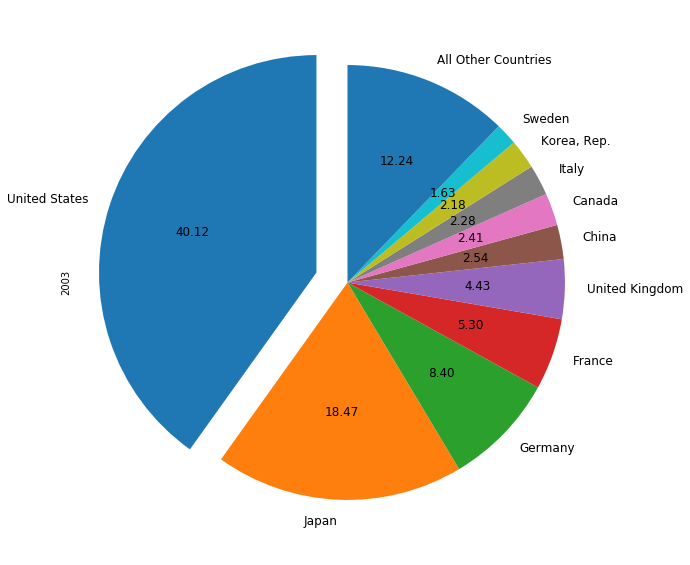 All Other Countries
Sweden
Korea, Rep.
Italy
Canada
China
United Kingdom
France
Germany
Japan
United States
12.24
1.63
2.18
2.28
2.41
2.54
4.43
5.30
8.40
18.47
40.12
2003